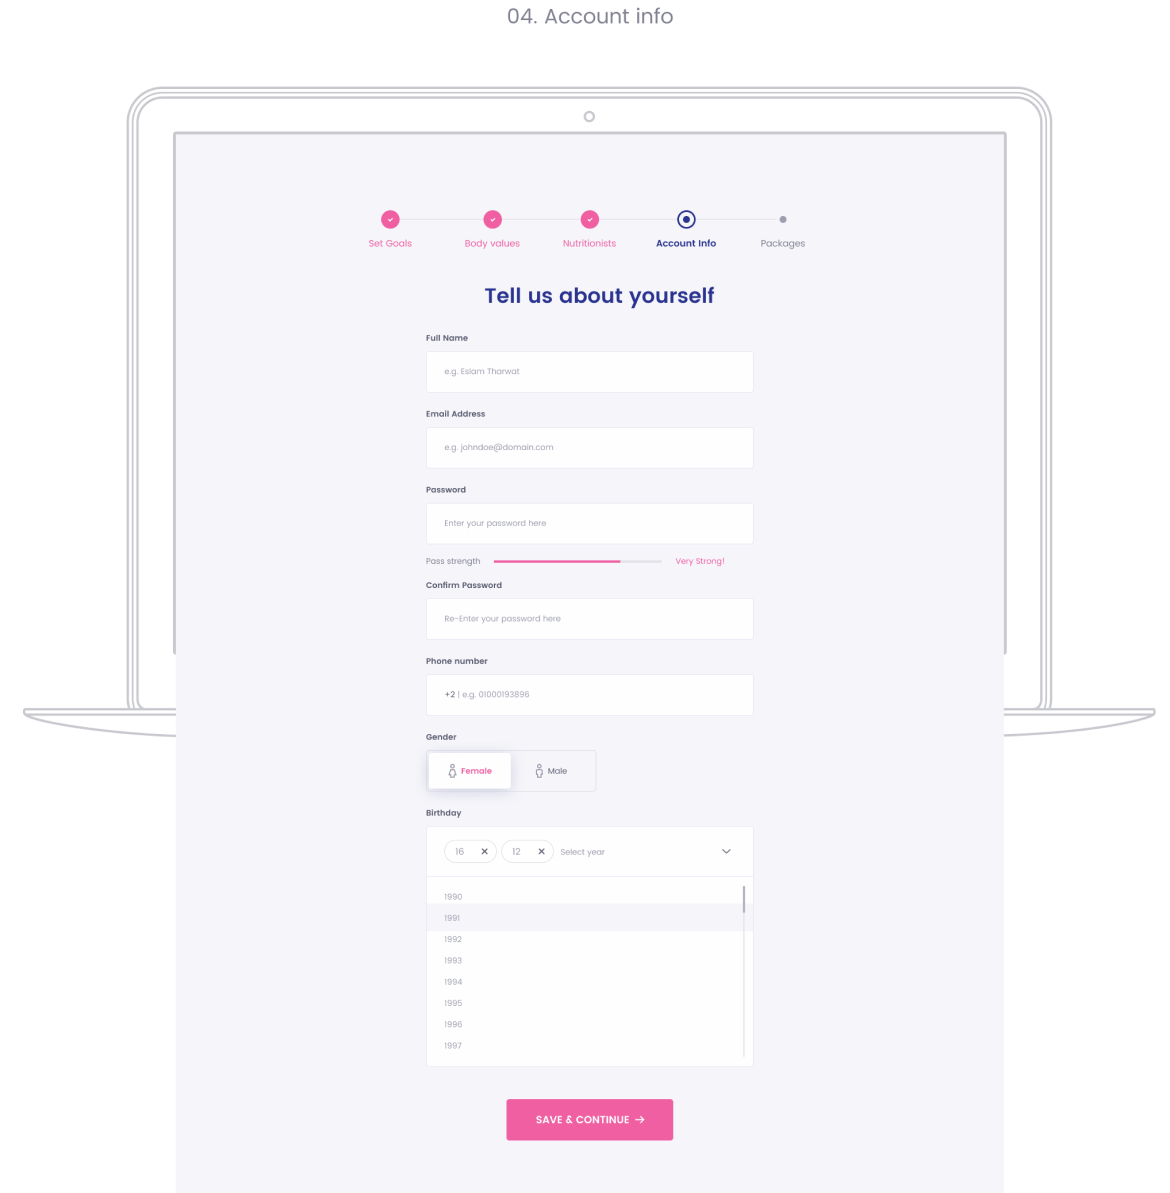 04. Account info
Set Goals
Body values
Nutritionists
Account Info
Packages
Tell us about yourself
Full Name
e.g. Eslam Tharwat
Email Address
e.g. johndoe@domain.com
Password
Enter your password here
Pass strength
Very Strong!
Confirm Password
Re-Enter your password here
Phone number
+2 | e.g. 01000193896
Gender
Female
Male
Birthday
16
12
Select year
1990
1991
1992
1993
1994
1995
1996
1997
SAVE & CONTINUE